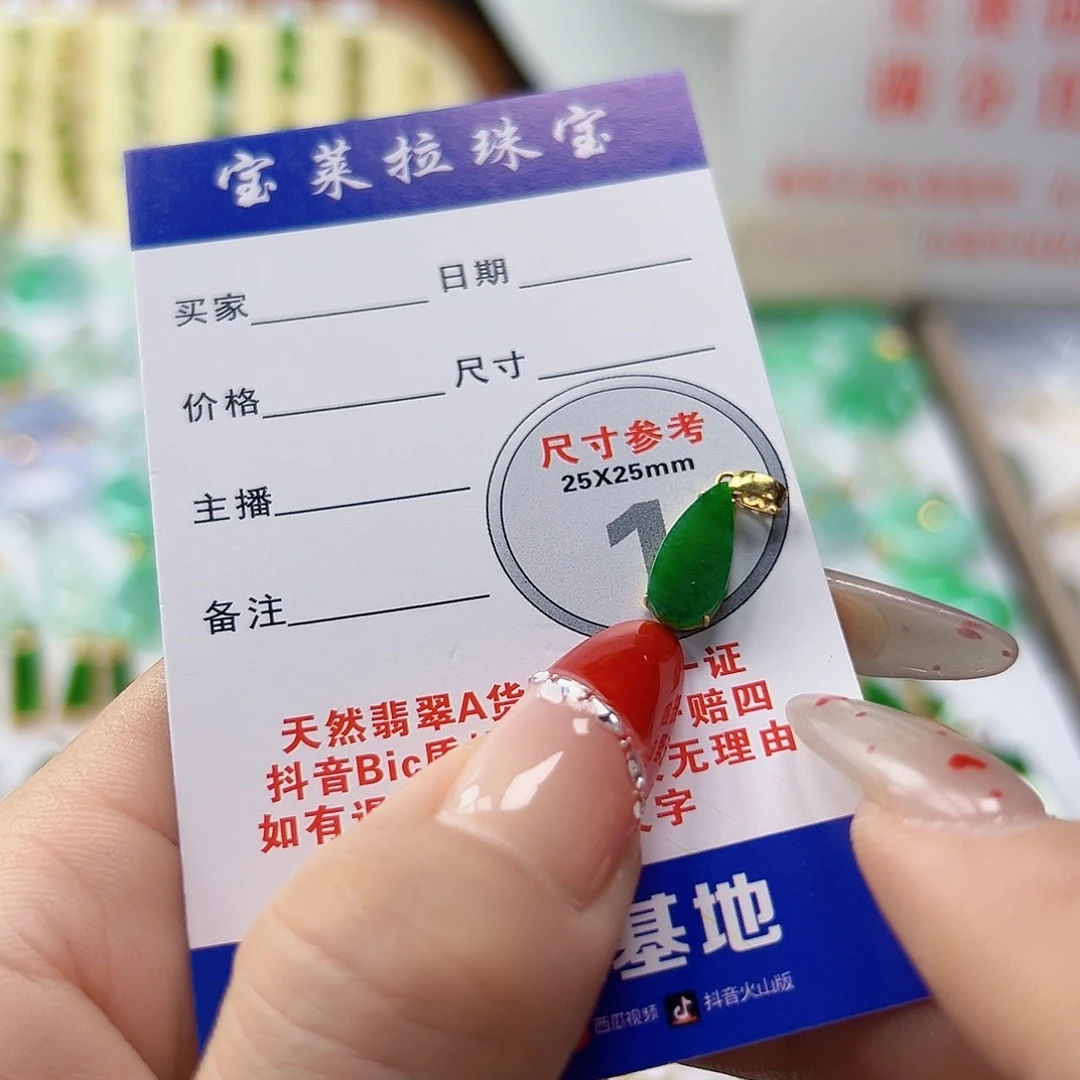 宝莱拉珠宝
买家
日期
价格
尺寸
主播
备注
尺寸参考
25X25mm
1
天然翡翠A货
一证
抖音Bic
赔四
如有
无理由
字
基地
西瓜视频
抖音火山版